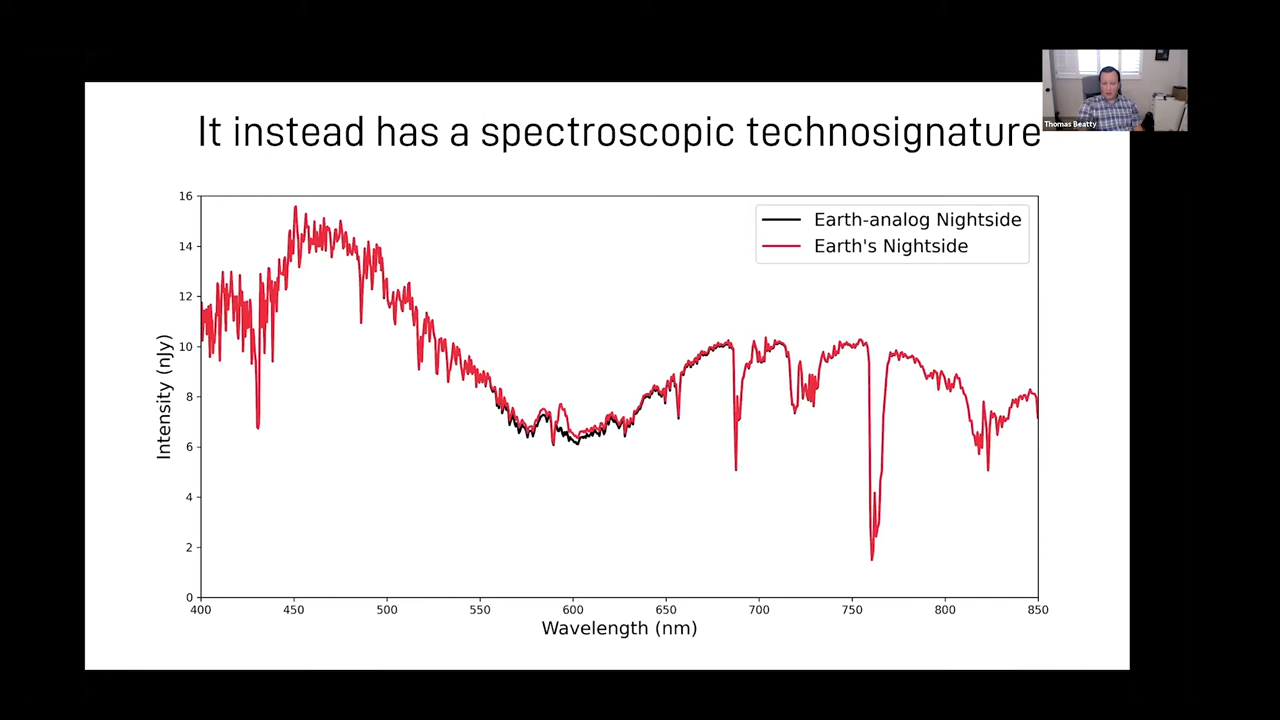 Thomas Beatty
It instead has a spectroscopic technosignature
Earth-analog Nightside
Earth's Nightside
16
14
12
10
8
6
4
2
0
Intensity (nJy)
400 450 500 550 600 650 700 750 800 850
Wavelength (nm)